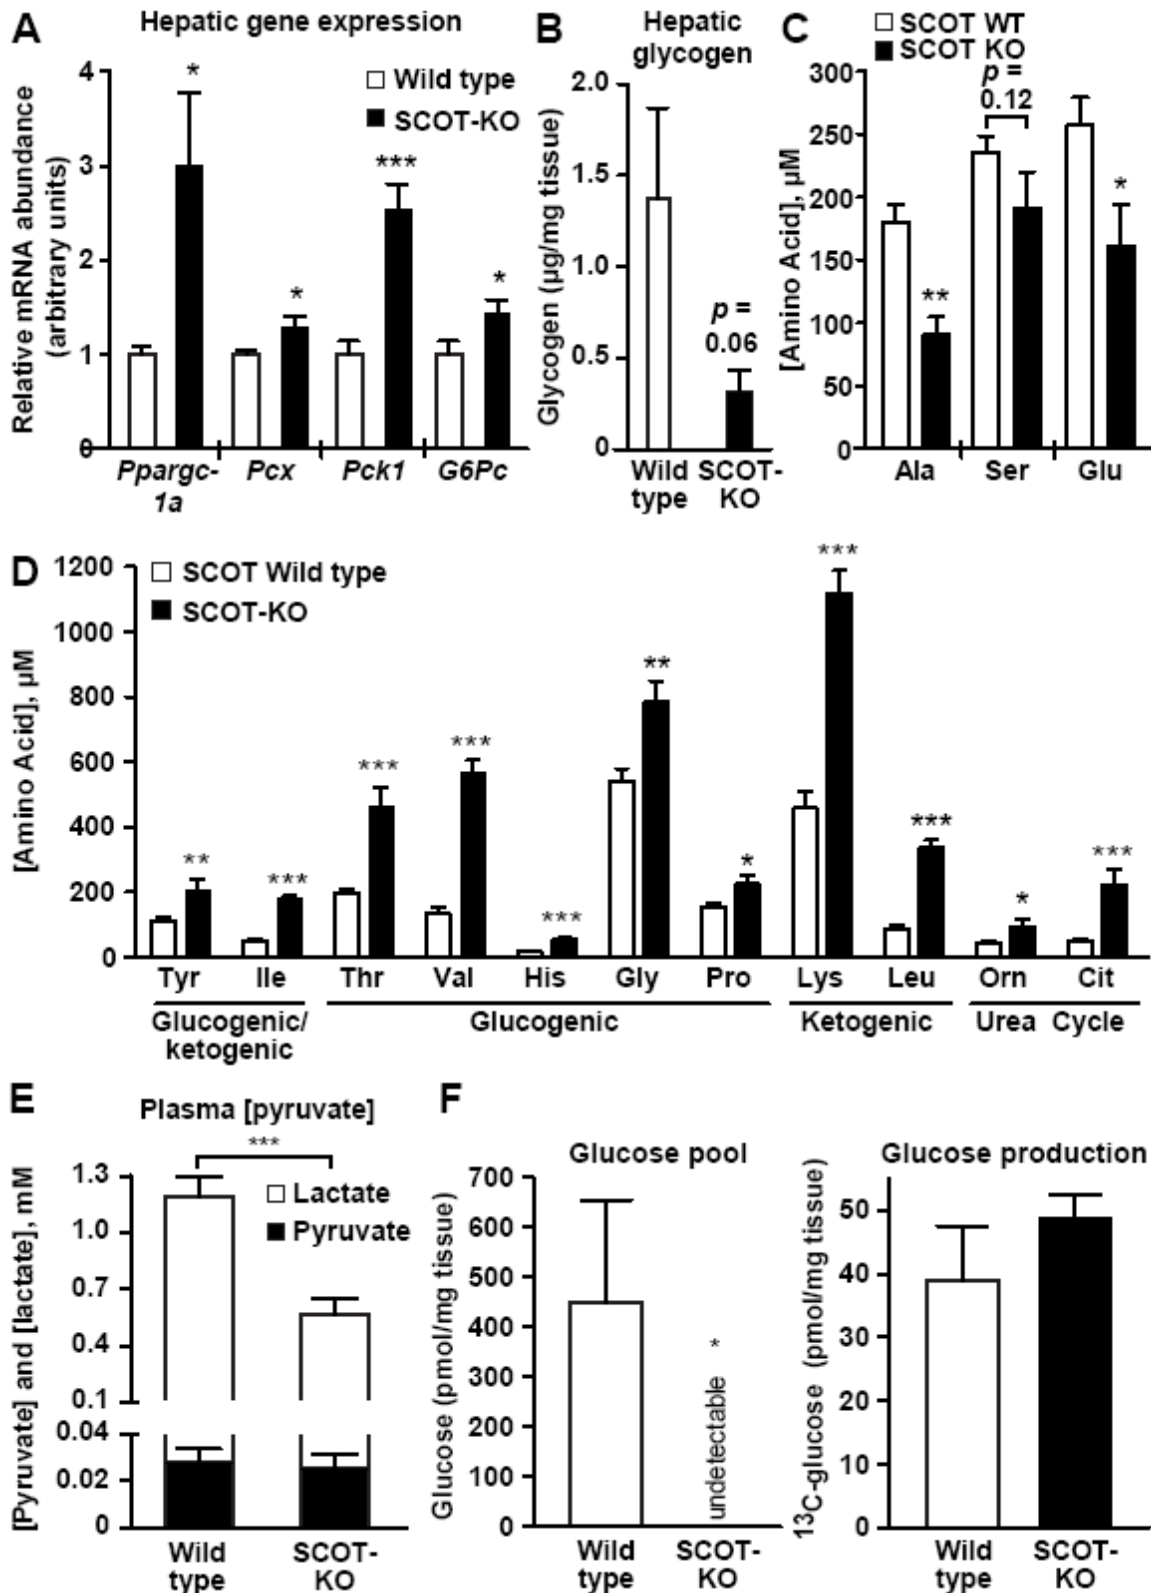 A
Hepatic gene expression
Relative mRNA abundance
(arbitrary units)
4
3
2
1
0
Wild type
SCOT-KO
*
*
***
*
Ppargc-
1a
Pcx
Pck1
G6Pc
B
Hepatic
glycogen
Glycogen (µg/mg tissue)
2.0
1.5
1.0
0.5
0
p =
0.06
Wild
type
SCOT-
KO
C
SCOT WT
SCOT KO
[Amino Acid], µM
300
250
200
150
100
50
0
p =
0.12
**
*
Ala
Ser
Glu
D
SCOT Wild type
SCOT-KO
[Amino Acid], µM
1200
1000
800
600
400
200
0
**
***
***
***
***
**
*
***
***
*
***
Tyr
Ile
Thr
Val
His
Gly
Pro
Lys
Leu
Orn
Cit
Glucogenic/
ketogenic
Glucogenic
Ketogenic
Urea Cycle
E
Plasma [pyruvate]
***
[Pyruvate] and [lactate], mM
1.3
1.0
0.7
0.4
0.1
0.04
0.02
0
Lactate
Pyruvate
Wild
type
SCOT-
KO
F
Glucose pool
Glucose (pmol/mg tissue)
700
600
500
400
300
200
100
0
*
undetectable
Wild
type
SCOT-
KO
Glucose production
13C-glucose (pmol/mg tissue)
50
40
30
20
10
0
Wild
type
SCOT-
KO